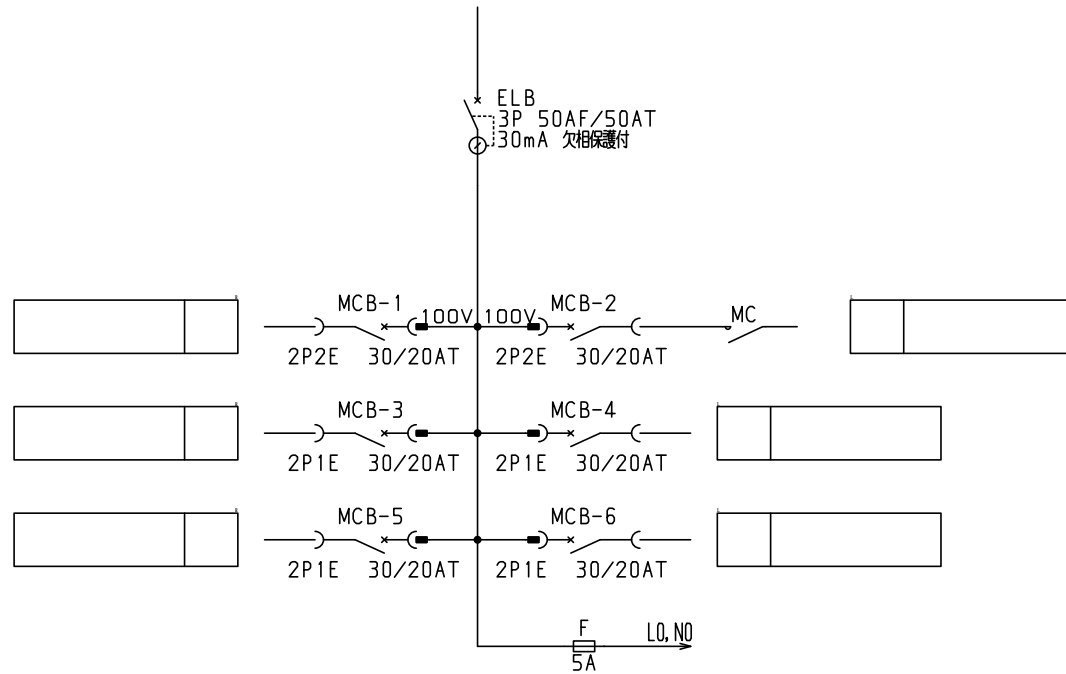 ELB
3P 50AF/50AT
30mA 欠相保護付
MCB-1
100V
100V
MCB-2
MC
2P2E
30/20AT
2P2E
30/20AT
MCB-3
MCB-4
2P1E
30/20AT
2P1E
30/20AT
MCB-5
MCB-6
2P1E
30/20AT
2P1E
30/20AT
F
L0,N0
5A